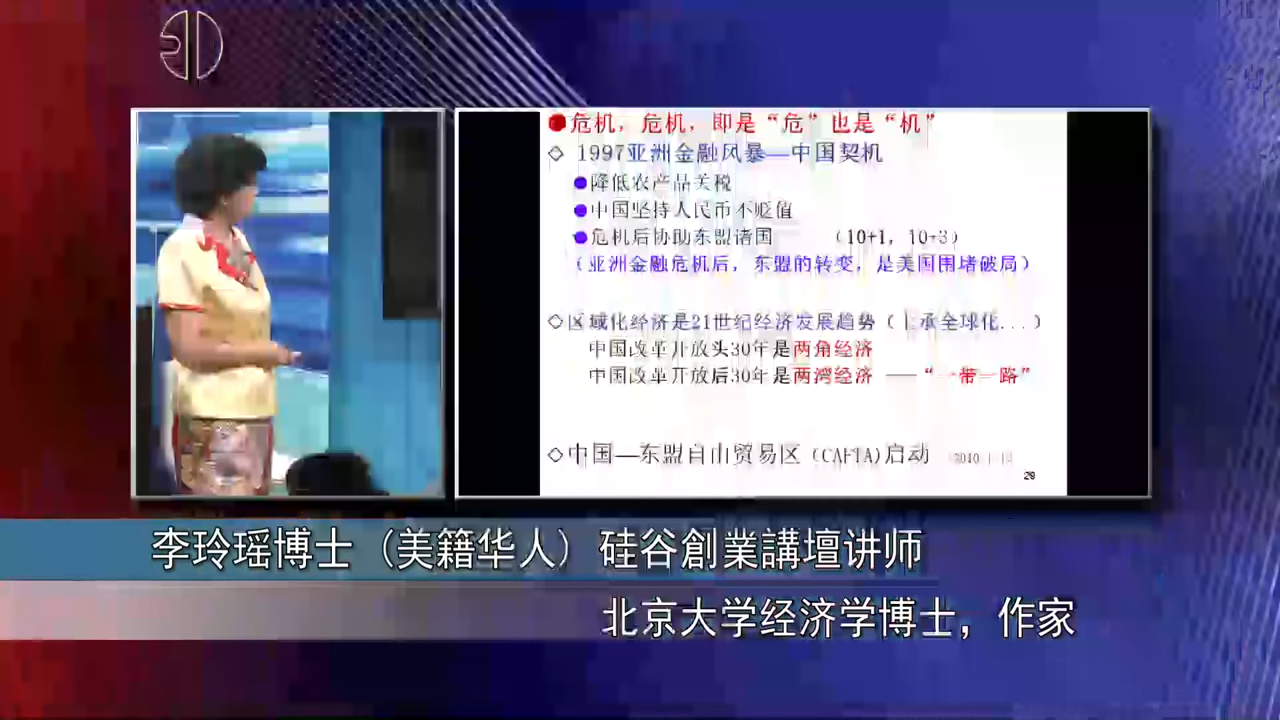 ●危机，危机，即是“危”也是“机”
◇ 1997亚洲金融风暴—中国契机
●降低农产品关税
●中国坚持人民币不贬值
●危机后协助东盟诸国 （10+1，10+3）
（亚洲金融危机后，东盟的转变，是美国围堵破局）
◇区域化经济是21世纪经济发展趋势（上承全球化...）
中国改革开放头30年是两角经济
中国改革开放后30年是两湾经济 ——“一带一路”
◇中国—东盟自由贸易区（CAFTA)启动
29
李玲瑶博士（美籍华人）硅谷創業講壇讲师
北京大学经济学博士，作家